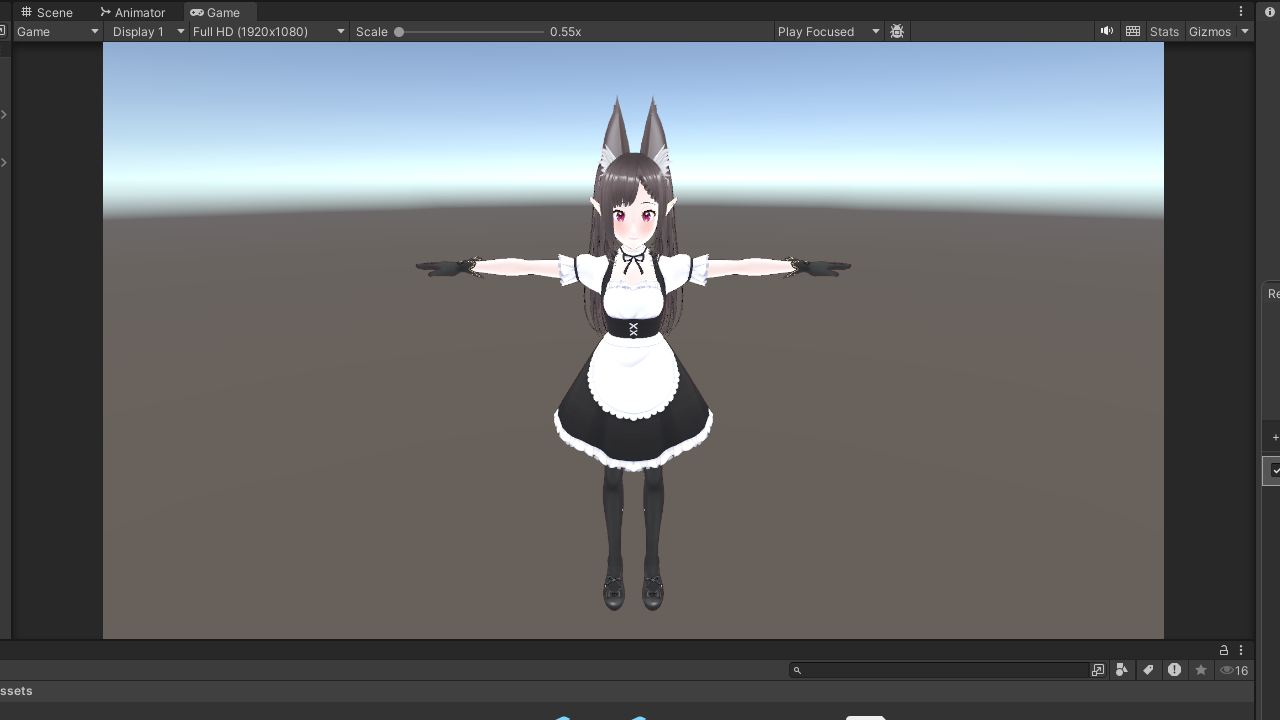 Scene Animator Game
Game Display 1 Full HD (1920x1080) Scale 0.55x Play Focused Stats Gizmos
Re
+
16
ssets